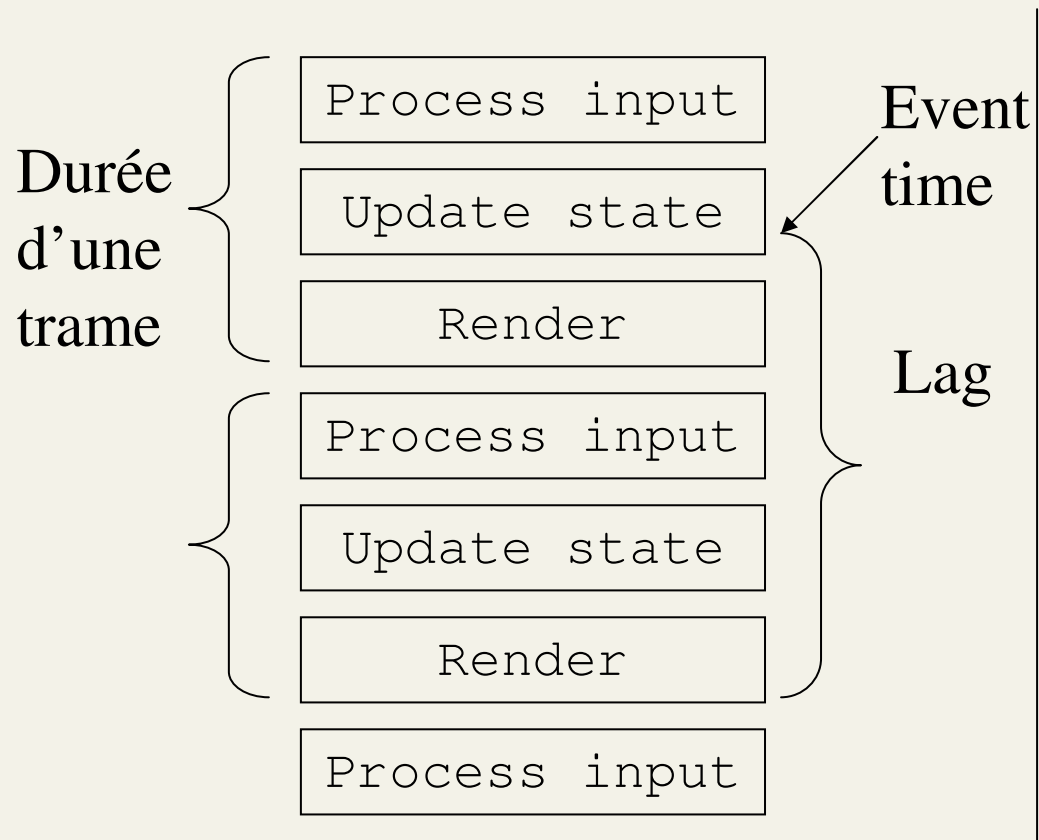 Durée
d’une
trame
Process input
Update state
Render
Process input
Update state
Render
Process input
Event
time
Lag